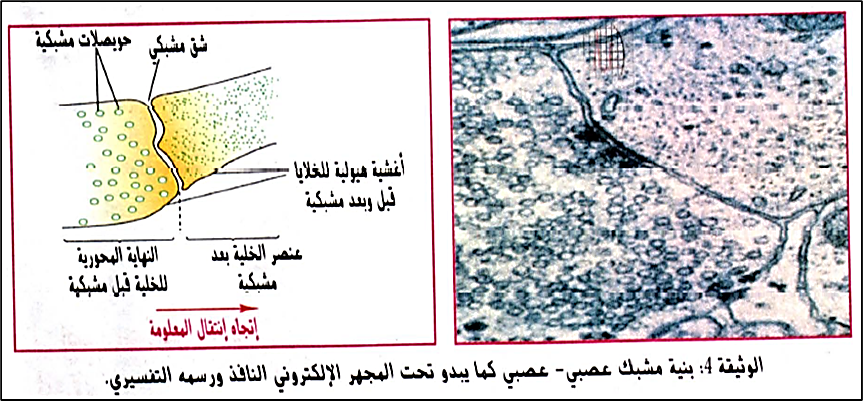 حويصلات مشبكية
شق مشبكي
أغشية هيولية للخلايا
قبل وبعد مشبكية
عنصر الخلية بعد
مشبكية
النهاية المحورية
للخلية قبل مشبكية
إتجاه إنتقال المعلومة
الوثيقة 4: بنية مشبك عصبي- عصبي كما يبدو تحت المجهر الإلكتروني النافذ ورسمه التفسيري.